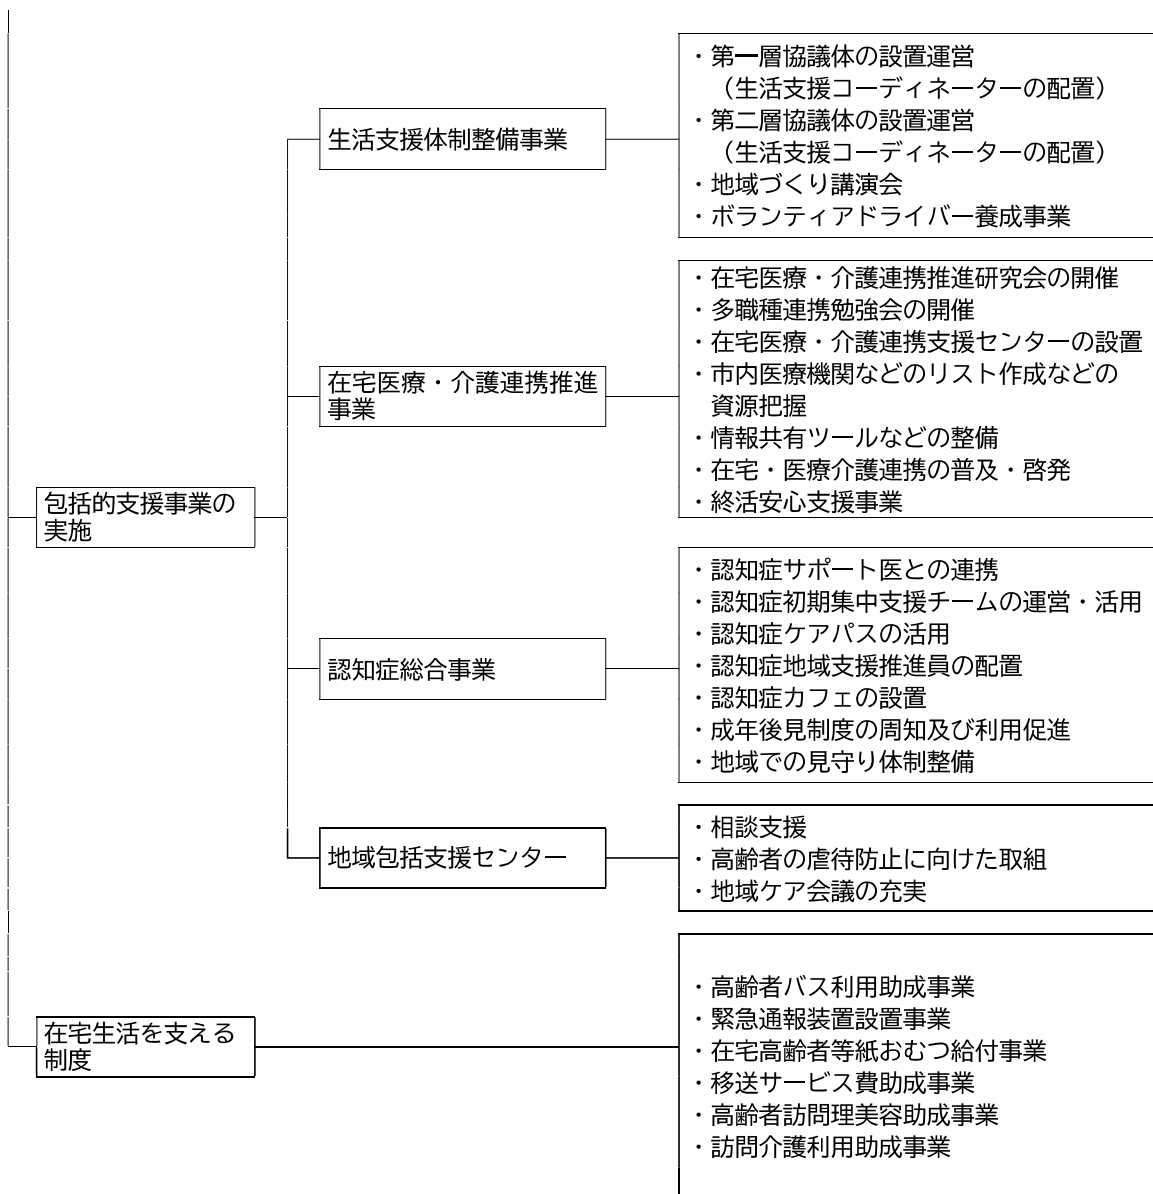 包括的支援事業の
実施
生活支援体制整備事業
・第一層協議体の設置運営
（生活支援コーディネーターの配置）
・第二層協議体の設置運営
（生活支援コーディネーターの配置）
・地域づくり講演会
・ボランティアドライバー養成事業
在宅医療・介護連携推進
事業
・在宅医療・介護連携推進研究会の開催
・多職種連携勉強会の開催
・在宅医療・介護連携支援センターの設置
・市内医療機関などのリスト作成などの
資源把握
・情報共有ツールなどの整備
・在宅・医療介護連携の普及・啓発
・終活安心支援事業
認知症総合事業
・認知症サポート医との連携
・認知症初期集中支援チームの運営・活用
・認知症ケアパスの活用
・認知症地域支援推進員の配置
・認知症カフェの設置
・成年後見制度の周知及び利用促進
・地域での見守り体制整備
地域包括支援センター
・相談支援
・高齢者の虐待防止に向けた取組
・地域ケア会議の充実
在宅生活を支える
制度
・高齢者バス利用助成事業
・緊急通報装置設置事業
・在宅高齢者等紙おむつ給付事業
・移送サービス費助成事業
・高齢者訪問理美容助成事業
・訪問介護利用助成事業